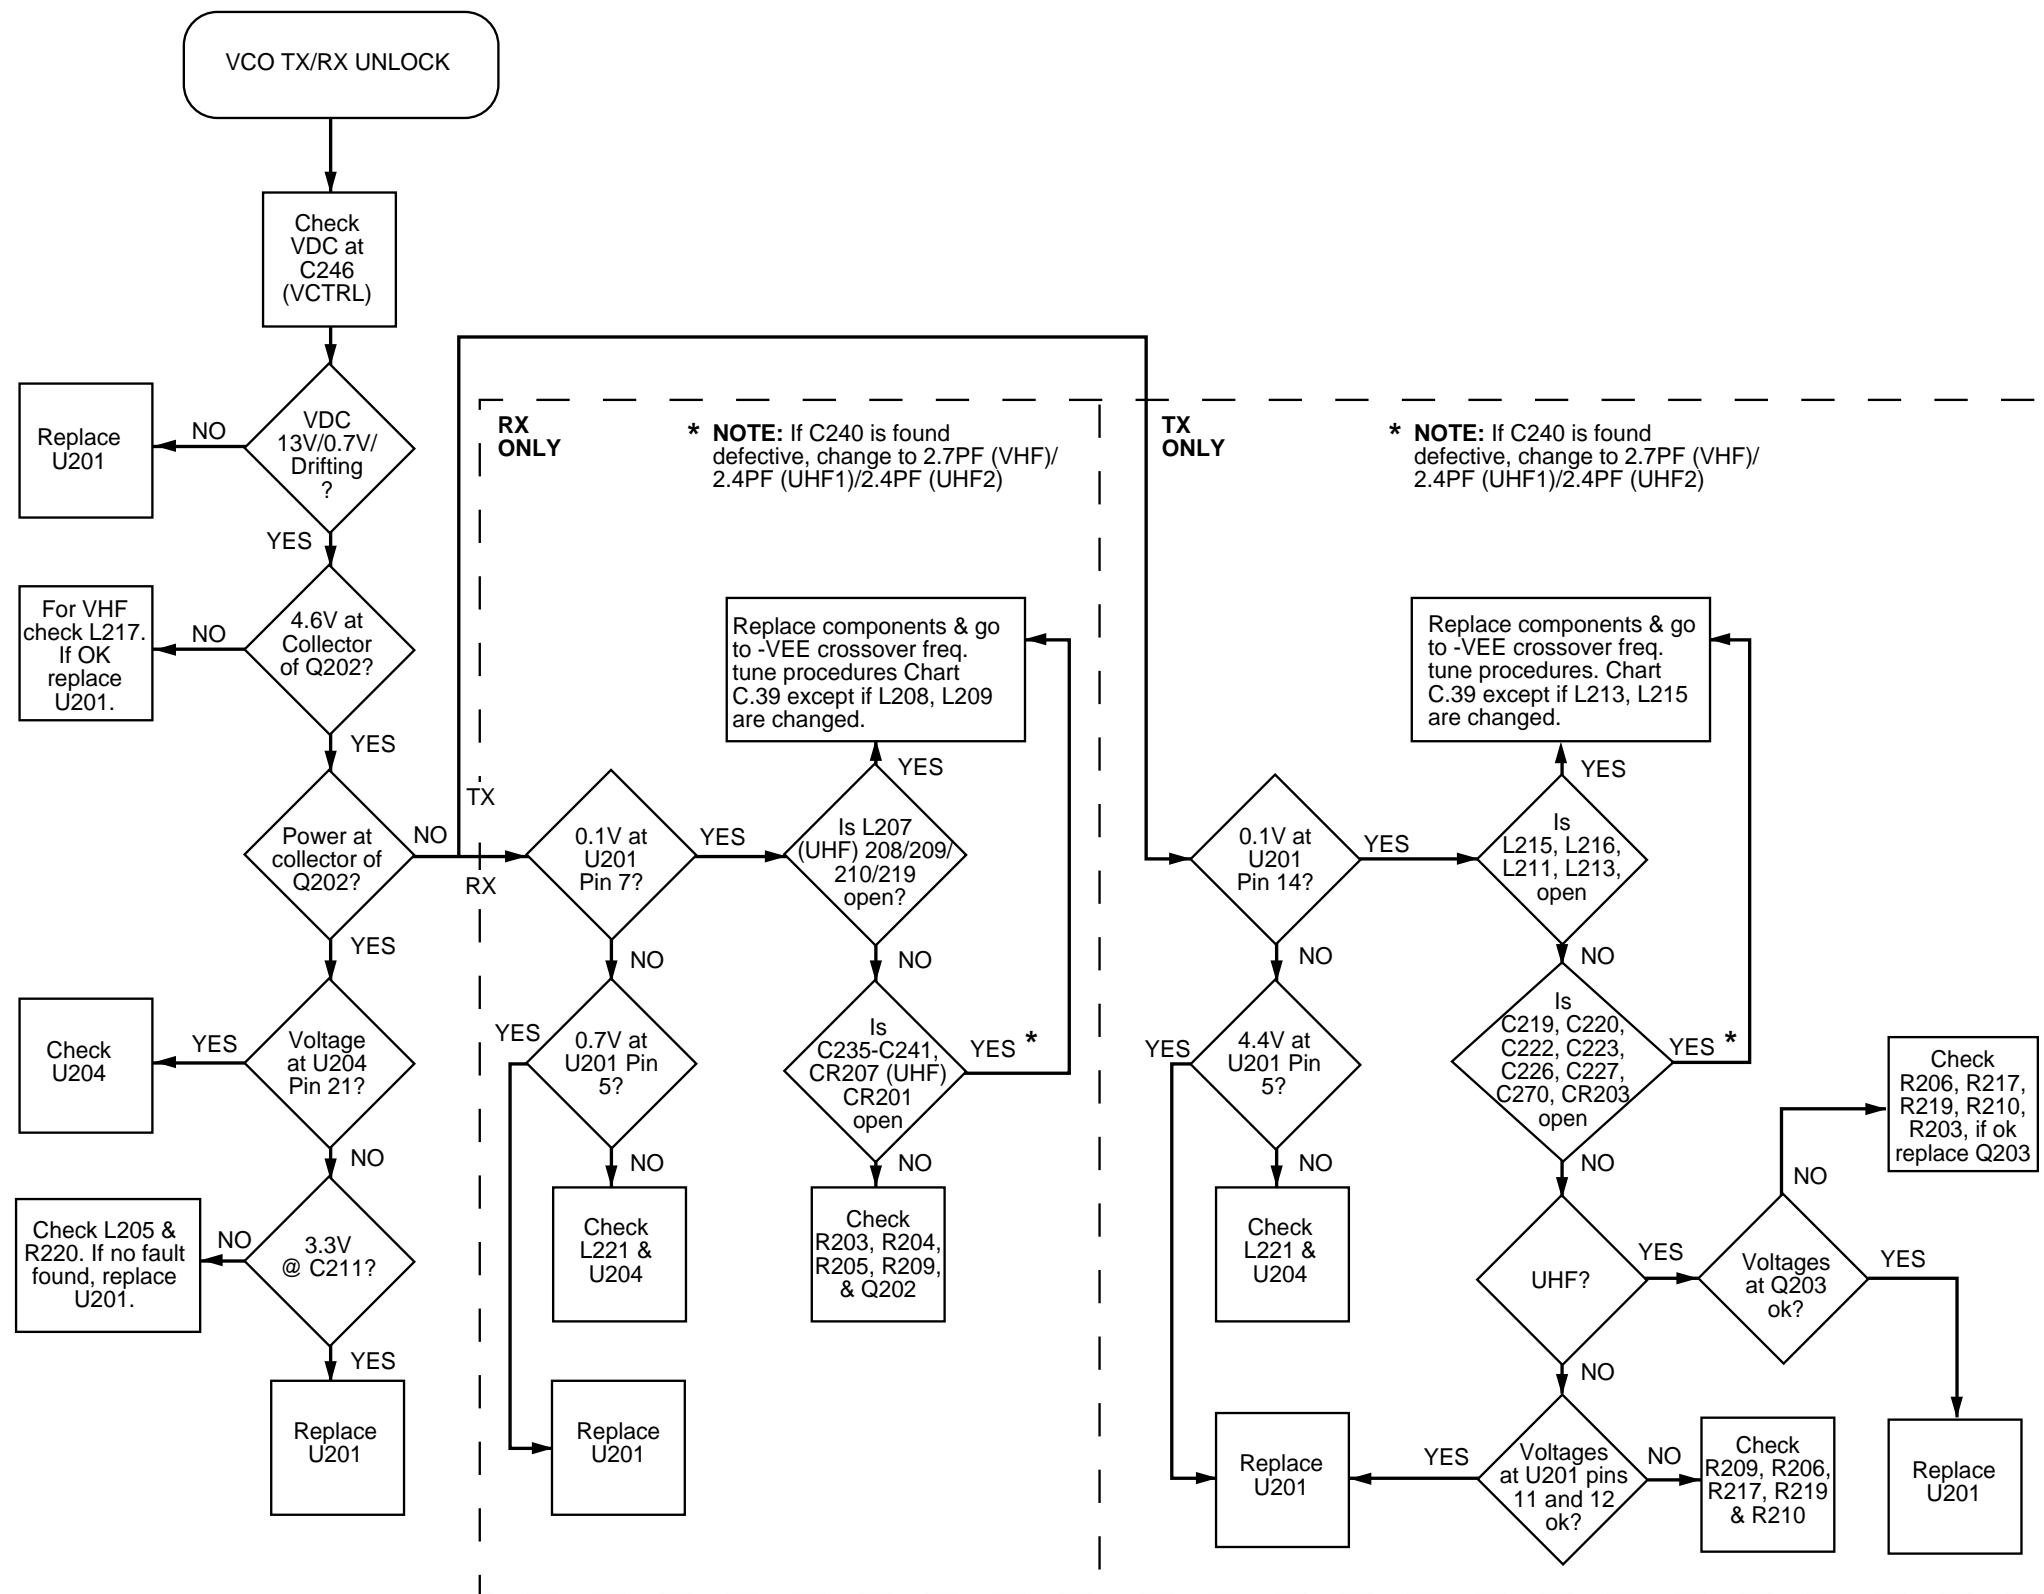 VCO TX/RX UNLOCK
Check
VDC at
C246
(VCTRL)
VDC
13V/0.7V/
Drifting
?
NO
Replace
U201
YES
4.6V at
Collector
of Q202?
NO
For VHF
check L217.
If OK
replace
U201.
YES
Power at
collector of
Q202?
NO
TX
RX
YES
Voltage
at U204
Pin 21?
YES
Check
U204
NO
3.3V
@ C211?
NO
Check L205 &
R220. If no fault
found, replace
U201.
YES
Replace
U201
RX
ONLY
* NOTE: If C240 is found
defective, change to 2.7PF (VHF)/
2.4PF (UHF1)/2.4PF (UHF2)
0.1V at
U201
Pin 7?
YES
Is L207
(UHF) 208/209/
210/219
open?
YES
Replace components & go
to -VEE crossover freq.
tune procedures Chart
C.39 except if L208, L209
are changed.
NO
Is
C235-C241,
CR207 (UHF)
CR201
open
YES *
NO
Check
R203, R204,
R205, R209,
& Q202
NO
0.7V at
U201 Pin
5?
YES
NO
Check
L221 &
U204
Replace
U201
TX
ONLY
* NOTE: If C240 is found
defective, change to 2.7PF (VHF)/
2.4PF (UHF1)/2.4PF (UHF2)
0.1V at
U201
Pin 14?
YES
Is
L215, L216,
L211, L213,
open
YES
Replace components & go
to -VEE crossover freq.
tune procedures. Chart
C.39 except if L213, L215
are changed.
NO
Is
C219, C220,
C222, C223,
C226, C227,
C270, CR203
open
YES *
NO
4.4V at
U201 Pin
5?
YES
NO
Check
L221 &
U204
NO
UHF?
YES
Voltages
at Q203
ok?
NO
Check
R206, R217,
R219, R210,
R203, if ok
replace Q203
YES
Replace
U201
NO
Voltages
at U201 pins
11 and 12
ok?
YES
Replace
U201
NO
Check
R209, R206,
R217, R219
& R210